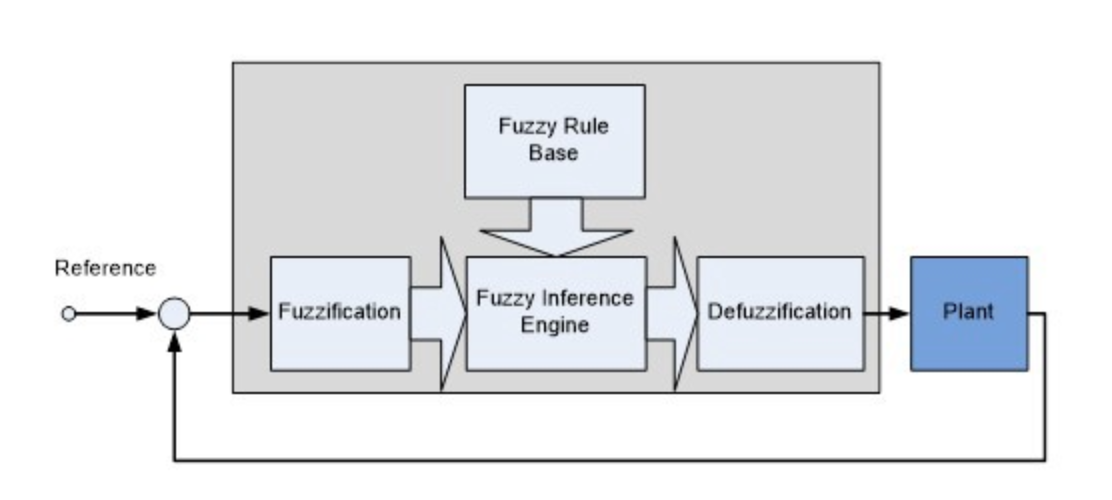 Fuzzy Rule
Base
Reference
Fuzzification
Fuzzy Inference
Engine
Defuzzification
Plant